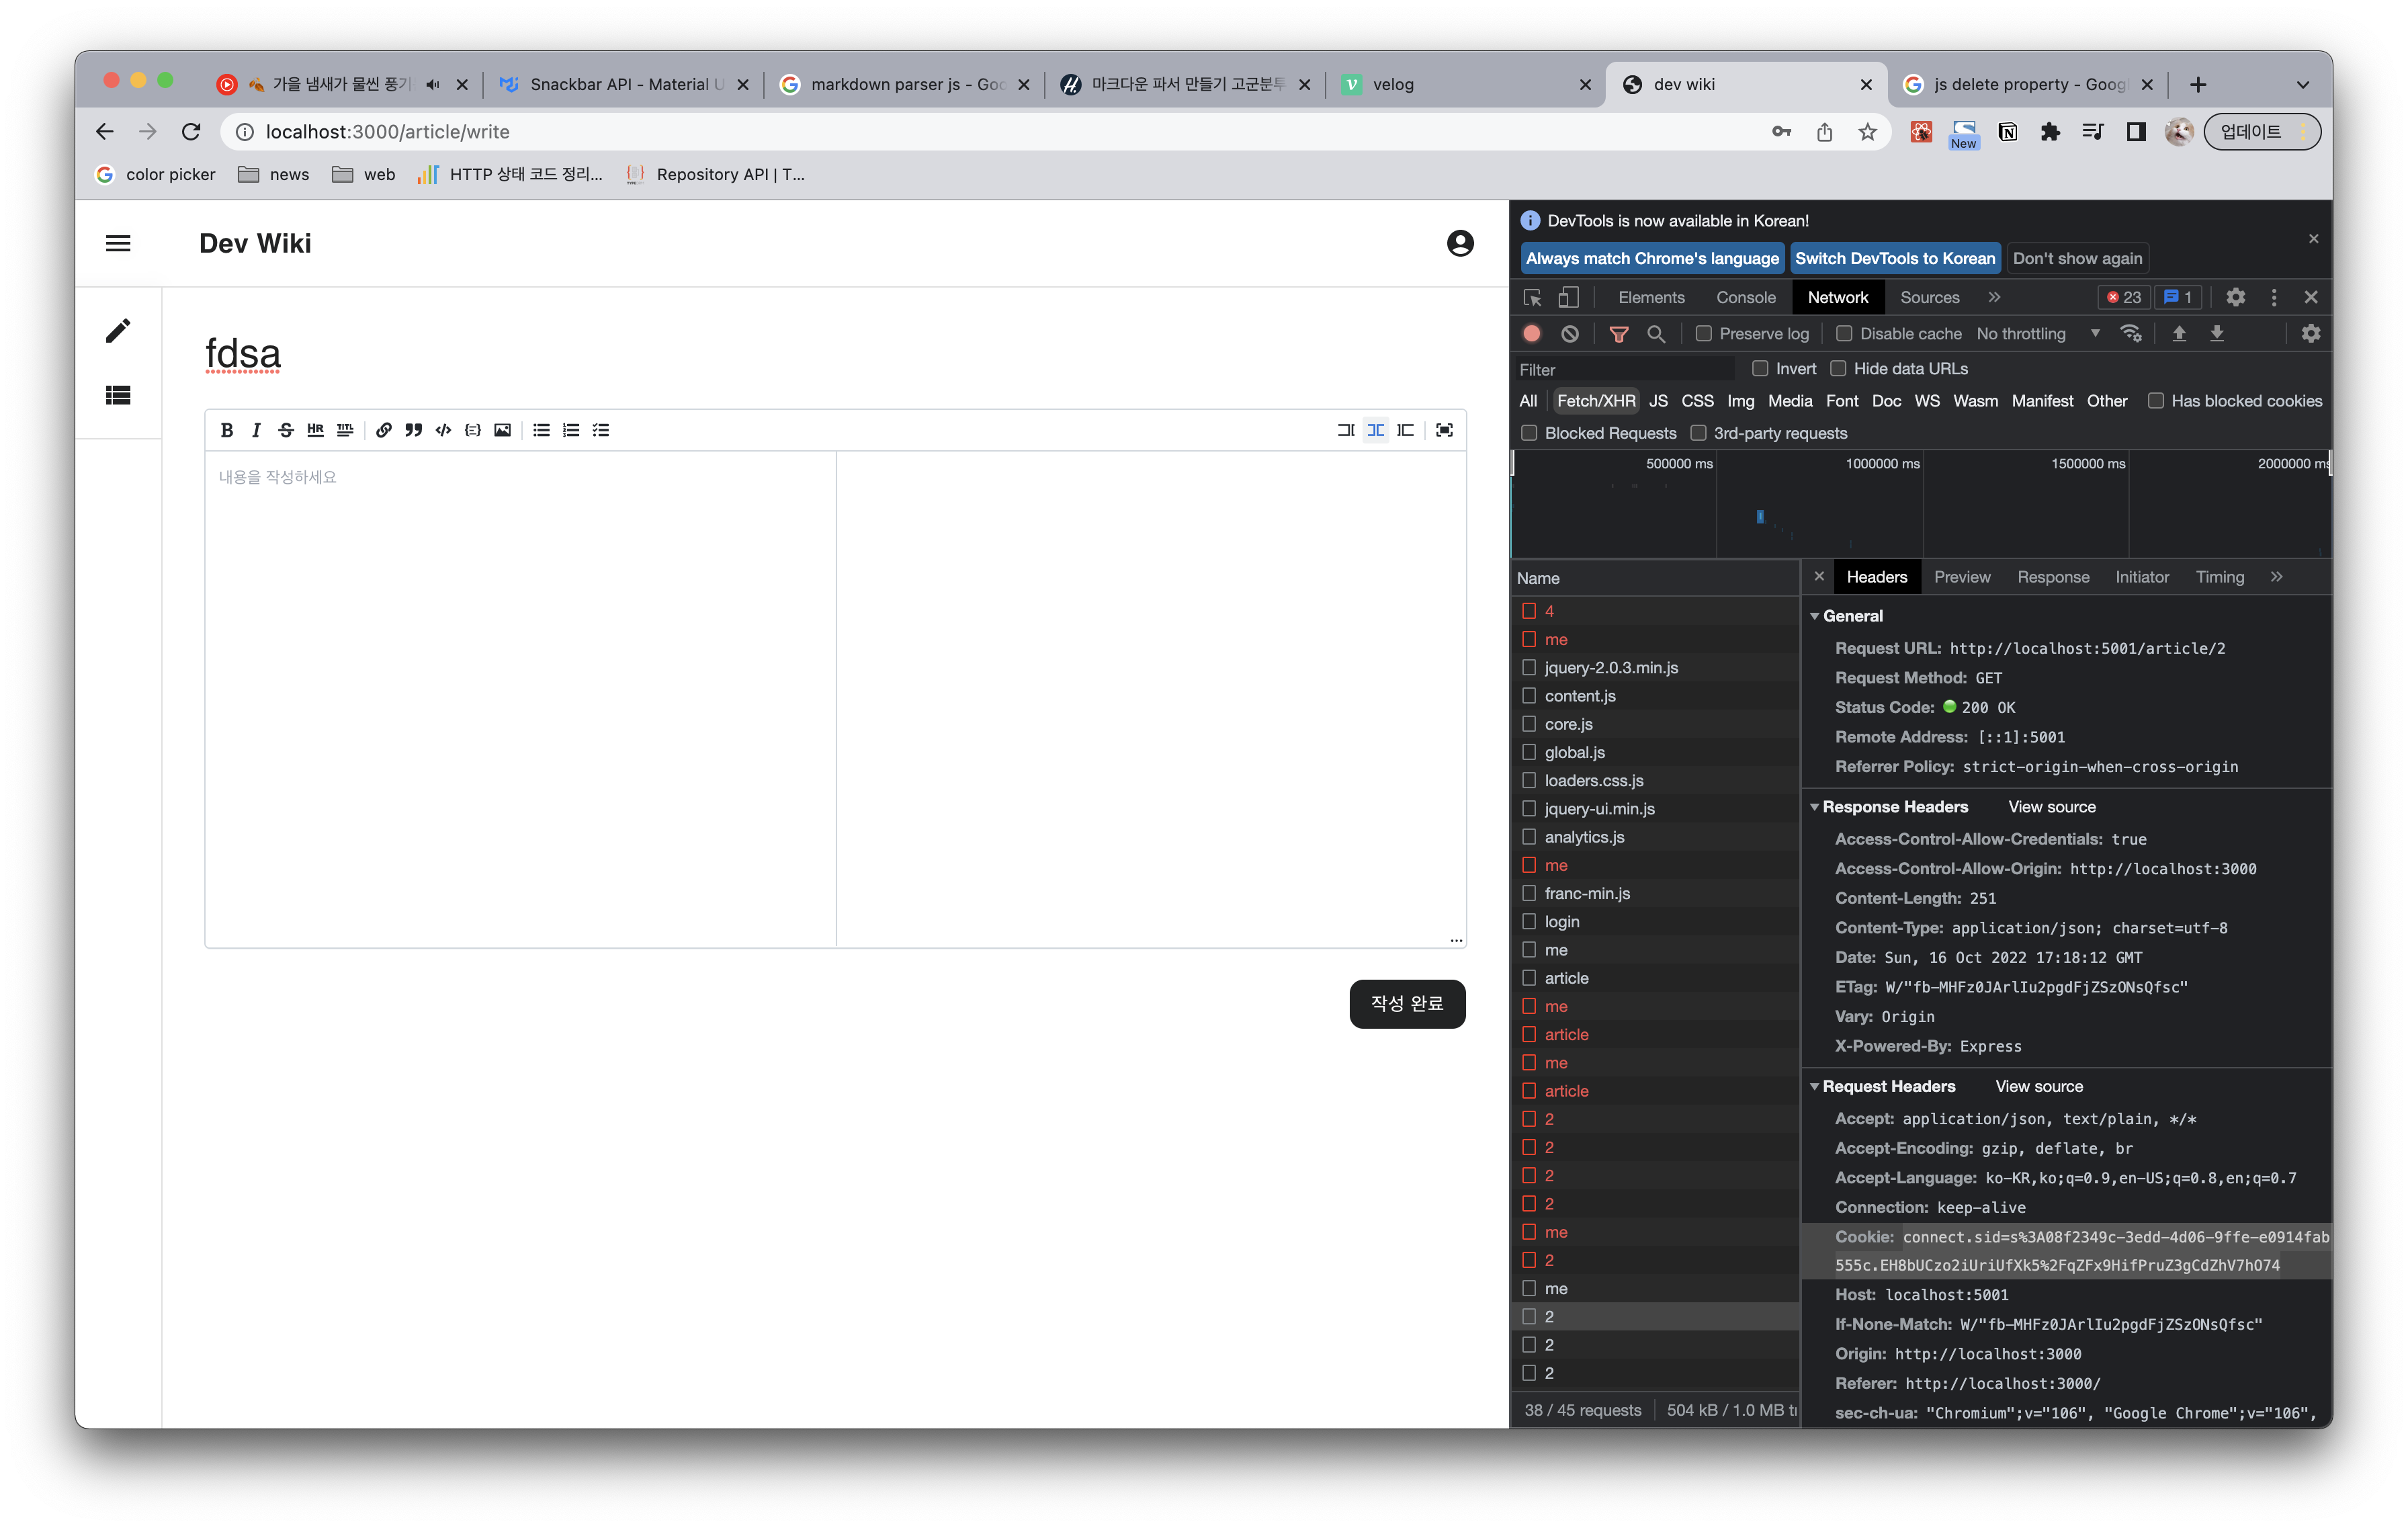 가을 냄새가 물씬 풍기
Snackbar API - Material U
markdown parser js - Goo
마크다운 파서 만들기 고군분투
velog
dev wiki
js delete property - Googl
localhost:3000/article/write
New
업데이트
color picker
news
web
HTTP 상태 코드 정리...
Repository API | T...
Dev Wiki
fdsa
B I S HR TITL
내용을 작성하세요
작성 완료
DevTools is now available in Korean!
Always match Chrome's language
Switch DevTools to Korean
Don't show again
Elements Console Network Sources
23
1
Preserve log
Disable cache
No throttling
Filter
Invert
Hide data URLs
All Fetch/XHR JS CSS Img Media Font Doc WS Wasm Manifest Other
Has blocked cookies
Blocked Requests
3rd-party requests
500000 ms 1000000 ms 1500000 ms 2000000 ms
Name
4
me
jquery-2.0.3.min.js
content.js
core.js
global.js
loaders.css.js
jquery-ui.min.js
analytics.js
me
franc-min.js
login
me
article
me
article
me
article
2
2
2
2
me
2
me
2
2
2
38 / 45 requests
504 kB / 1.0 MB
Headers Preview Response Initiator Timing
General
Request URL: http://localhost:5001/article/2
Request Method: GET
Status Code: 200 OK
Remote Address: [::1]:5001
Referrer Policy: strict-origin-when-cross-origin
Response Headers View source
Access-Control-Allow-Credentials: true
Access-Control-Allow-Origin: http://localhost:3000
Content-Length: 251
Content-Type: application/json; charset=utf-8
Date: Sun, 16 Oct 2022 17:18:12 GMT
ETag: W/"fb-MHFz0JArlIu2pgdFjZSzONsQfsc"
Vary: Origin
X-Powered-By: Express
Request Headers View source
Accept: application/json, text/plain, */*
Accept-Encoding: gzip, deflate, br
Accept-Language: ko-KR,ko;q=0.9,en-US;q=0.8,en;q=0.7
Connection: keep-alive
Cookie: connect.sid=s%3A08f2349c-3edd-4d06-9ffe-e0914fab
555c.EH8bUCzo2iUriUfXk5%2FqZFx9HifPruZ3gCdZhV7hO74
Host: localhost:5001
If-None-Match: W/"fb-MHFz0JArlIu2pgdFjZSzONsQfsc"
Origin: http://localhost:3000
Referer: http://localhost:3000/
sec-ch-ua: "Chromium";v="106", "Google Chrome";v="106",